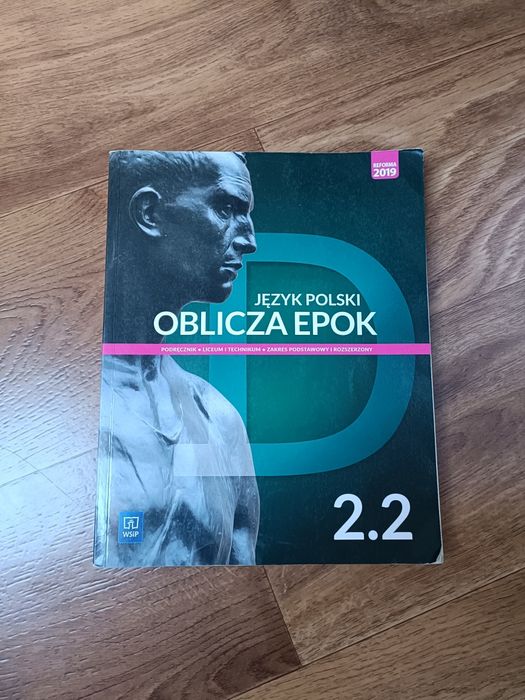 REFORMA
2019
JĘZYK POLSKI
OBLICZA EPOK
PODRĘCZNIK • LICEUM I TECHNIKUM • ZAKRES PODSTAWOWY I ROZSZERZONY
2.2
WSiP